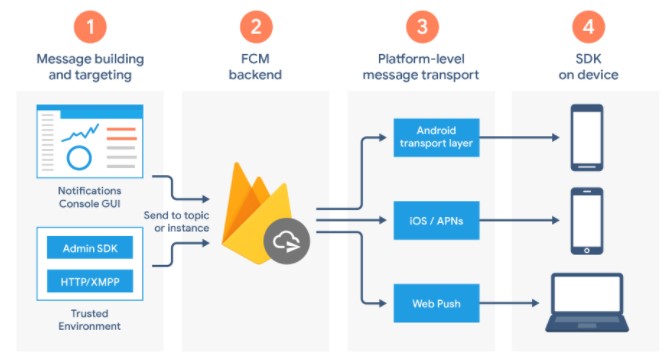 1
Message building
and targeting
2
FCM
backend
3
Platform-level
message transport
4
SDK
on device
Notifications
Console GUI
Send to topic
or instance
Admin SDK
HTTP/XMPP
Trusted
Environment
Android
transport layer
iOS / APNs
Web Push